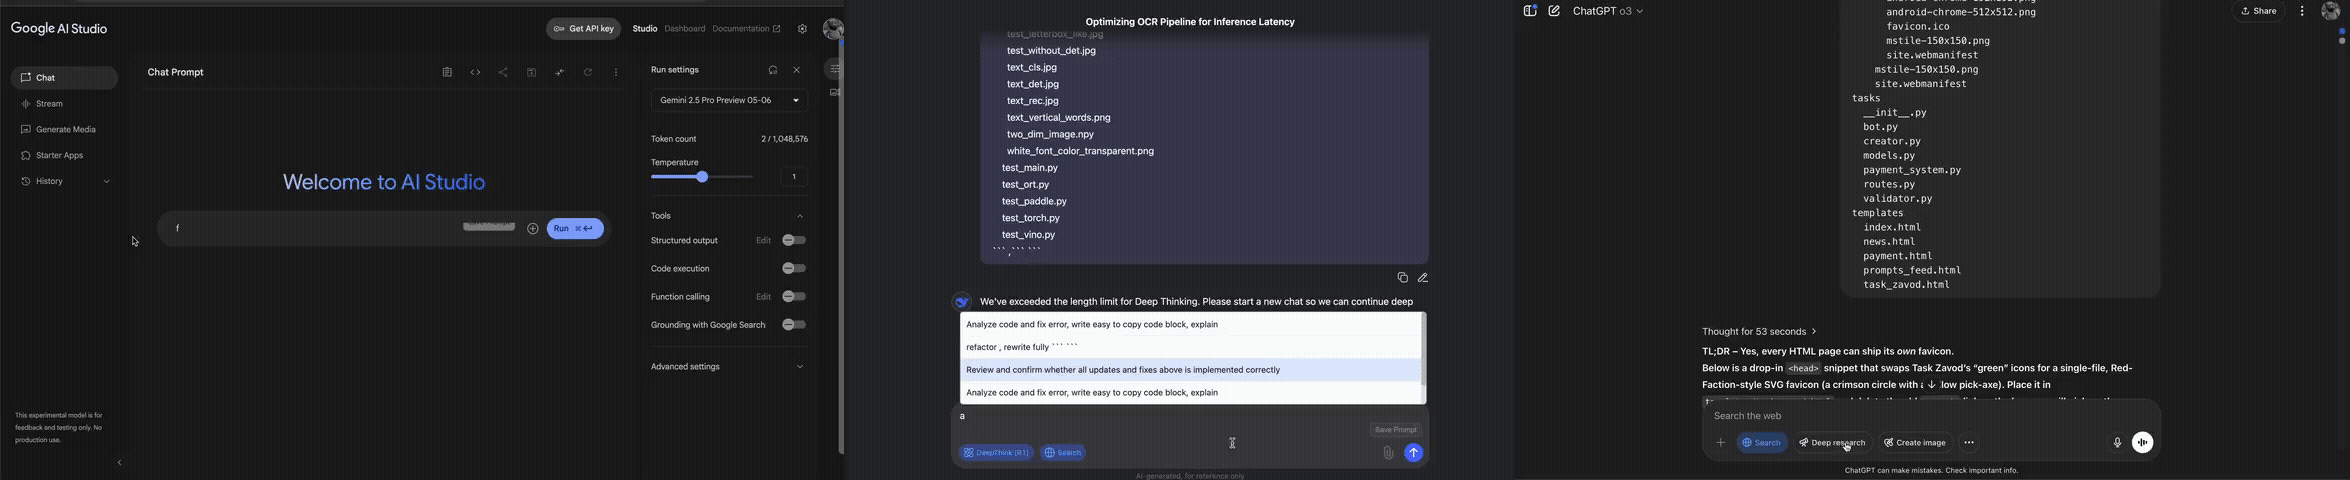 Google AI Studio
Get API key
Studio
Dashboard
Documentation
Chat
Stream
Generate Media
Starter Apps
History
This experimental model is for
feedback and testing only. No
production use.
Chat Prompt
Welcome to AI Studio
f
Run
Run settings
Gemini 2.5 Pro Preview 05-06
Token count 2 / 1,048,576
Temperature
1
Tools
Structured output Edit
Code execution
Function calling Edit
Grounding with Google Search
Advanced settings
Optimizing OCR Pipeline for Inference Latency
test_letterbox_like.jpg
test_without_det.jpg
text_cls.jpg
text_det.jpg
text_rec.jpg
text_vertical_words.png
two_dim_image.npy
white_font_color_transparent.png
test_main.py
test_ort.py
test_paddle.py
test_torch.py
test_vino.py
``` , ``` ```
We've exceeded the length limit for Deep Thinking. Please start a new chat so we can continue deep
Analyze code and fix error, write easy to copy code block, explain
refactor , rewrite fully ``` ```
Review and confirm whether all updates and fixes above is implemented correctly
Analyze code and fix error, write easy to copy code block, explain
a
Save Prompt
DeepThink (R1)
Search
AI-generated, for reference only
ChatGPT o3
Share
android-chrome-512x512.png
favicon.ico
mstile-150x150.png
site.webmanifest
mstile-150x150.png
site.webmanifest
tasks
__init__.py
bot.py
creator.py
models.py
payment_system.py
routes.py
validator.py
templates
index.html
news.html
payment.html
prompts_feed.html
task_zavod.html
Thought for 53 seconds
TL;DR – Yes, every HTML page can ship its own favicon.
Below is a drop-in <head> snippet that swaps Task Zavod's "green" icons for a single-file, Red-
Faction-style SVG favicon (a crimson circle with low pick-axe). Place it in
Search the web
Search
Deep research
Create image
ChatGPT can make mistakes. Check important info.